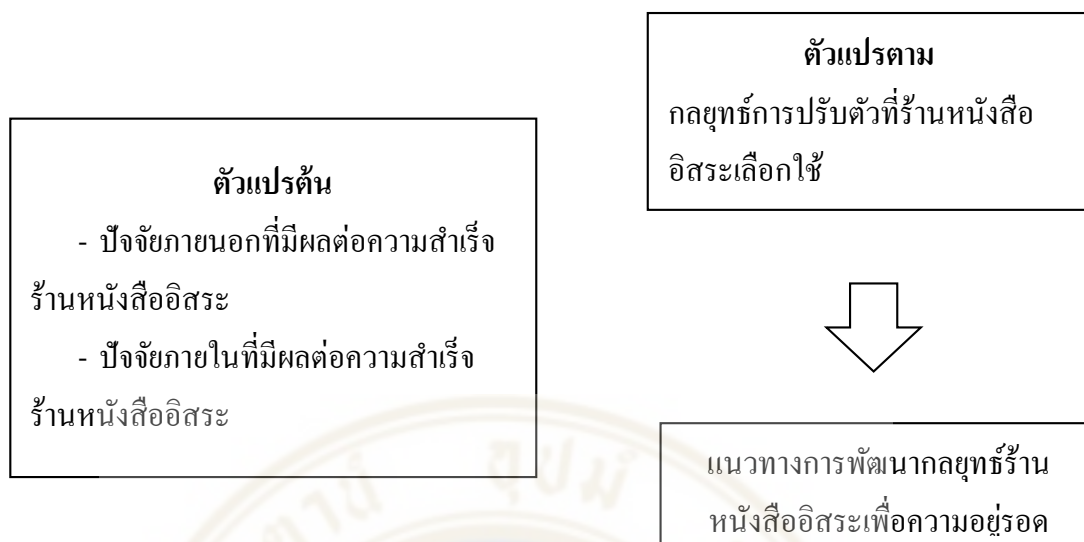 ตัวแปรต้น
- ปัจจัยภายนอกที่มีผลต่อความสำเร็จ
ร้านหนังสืออิสระ
- ปัจจัยภายในที่มีผลต่อความสำเร็จ
ร้านหนังสืออิสระ
ตัวแปรตาม
กลยุทธ์การปรับตัวที่ร้านหนังสือ
อิสระเลือกใช้
แนวทางการพัฒนากลยุทธ์ร้าน
หนังสืออิสระเพื่อความอยู่รอด